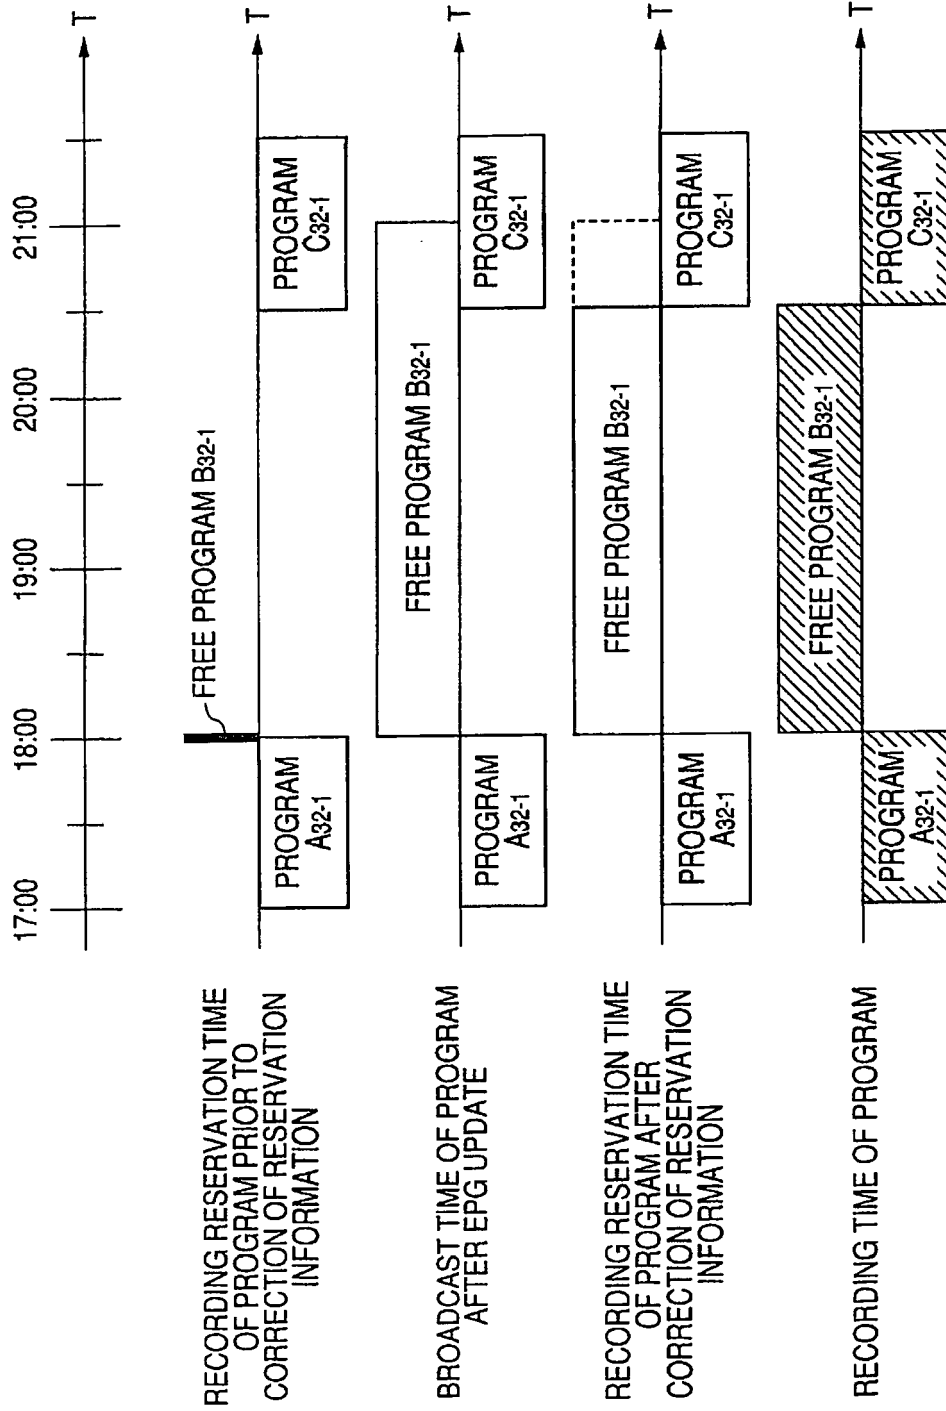 17:00 18:00 19:00 20:00 21:00 T
RECORDING RESERVATION TIME
OF PROGRAM PRIOR TO
CORRECTION OF RESERVATION
INFORMATION
PROGRAM
A32-1
FREE PROGRAM B32-1
PROGRAM
C32-1
T
BROADCAST TIME OF PROGRAM
AFTER EPG UPDATE
PROGRAM
A32-1
FREE PROGRAM B32-1
PROGRAM
C32-1
T
RECORDING RESERVATION TIME
OF PROGRAM AFTER
CORRECTION OF RESERVATION
INFORMATION
PROGRAM
A32-1
FREE PROGRAM B32-1
PROGRAM
C32-1
T
RECORDING TIME OF PROGRAM
PROGRAM
A32-1
FREE PROGRAM B32-1
PROGRAM
C32-1
T